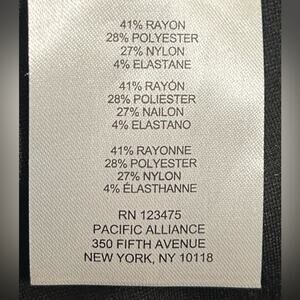 41% RAYON
28% POLYESTER
27% NYLON
4% ELASTANE
41% RAYÓN
28% POLIESTER
27% NAILON
4% ELASTANO
41% RAYONNE
28% POLYESTER
27% NYLON
4% ÉLASTHANNE
RN 123475
PACIFIC ALLIANCE
350 FIFTH AVENUE
NEW YORK, NY 10118